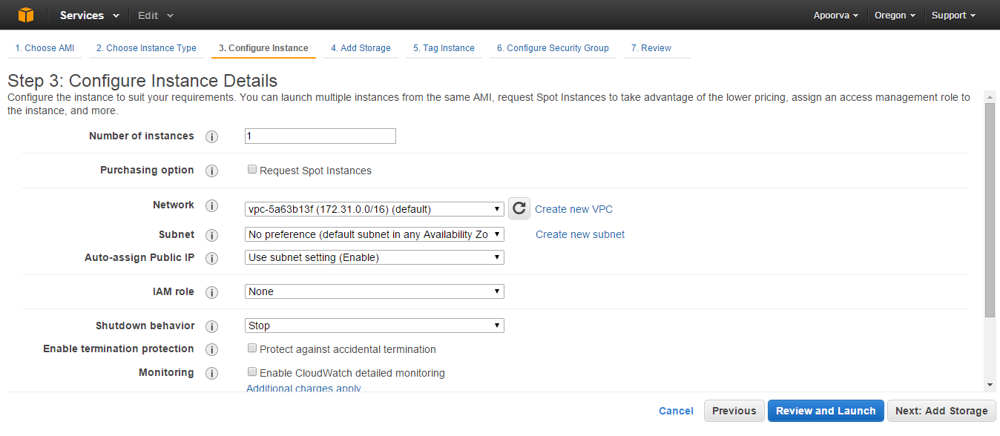 Services Edit Apoorva Oregon Support
1. Choose AMI 2. Choose Instance Type 3. Configure Instance 4. Add Storage 5. Tag Instance 6. Configure Security Group 7. Review
Step 3: Configure Instance Details
Configure the instance to suit your requirements. You can launch multiple instances from the same AMI, request Spot Instances to take advantage of the lower pricing, assign an access management role to
the instance, and more.
Number of instances 1
Purchasing option Request Spot Instances
Network vpc-5a63b13f (172.31.0.0/16) (default) Create new VPC
Subnet No preference (default subnet in any Availability Zo Create new subnet
Auto-assign Public IP Use subnet setting (Enable)
IAM role None
Shutdown behavior Stop
Enable termination protection Protect against accidental termination
Monitoring Enable CloudWatch detailed monitoring
Additional charges apply
Cancel Previous Review and Launch Next: Add Storage